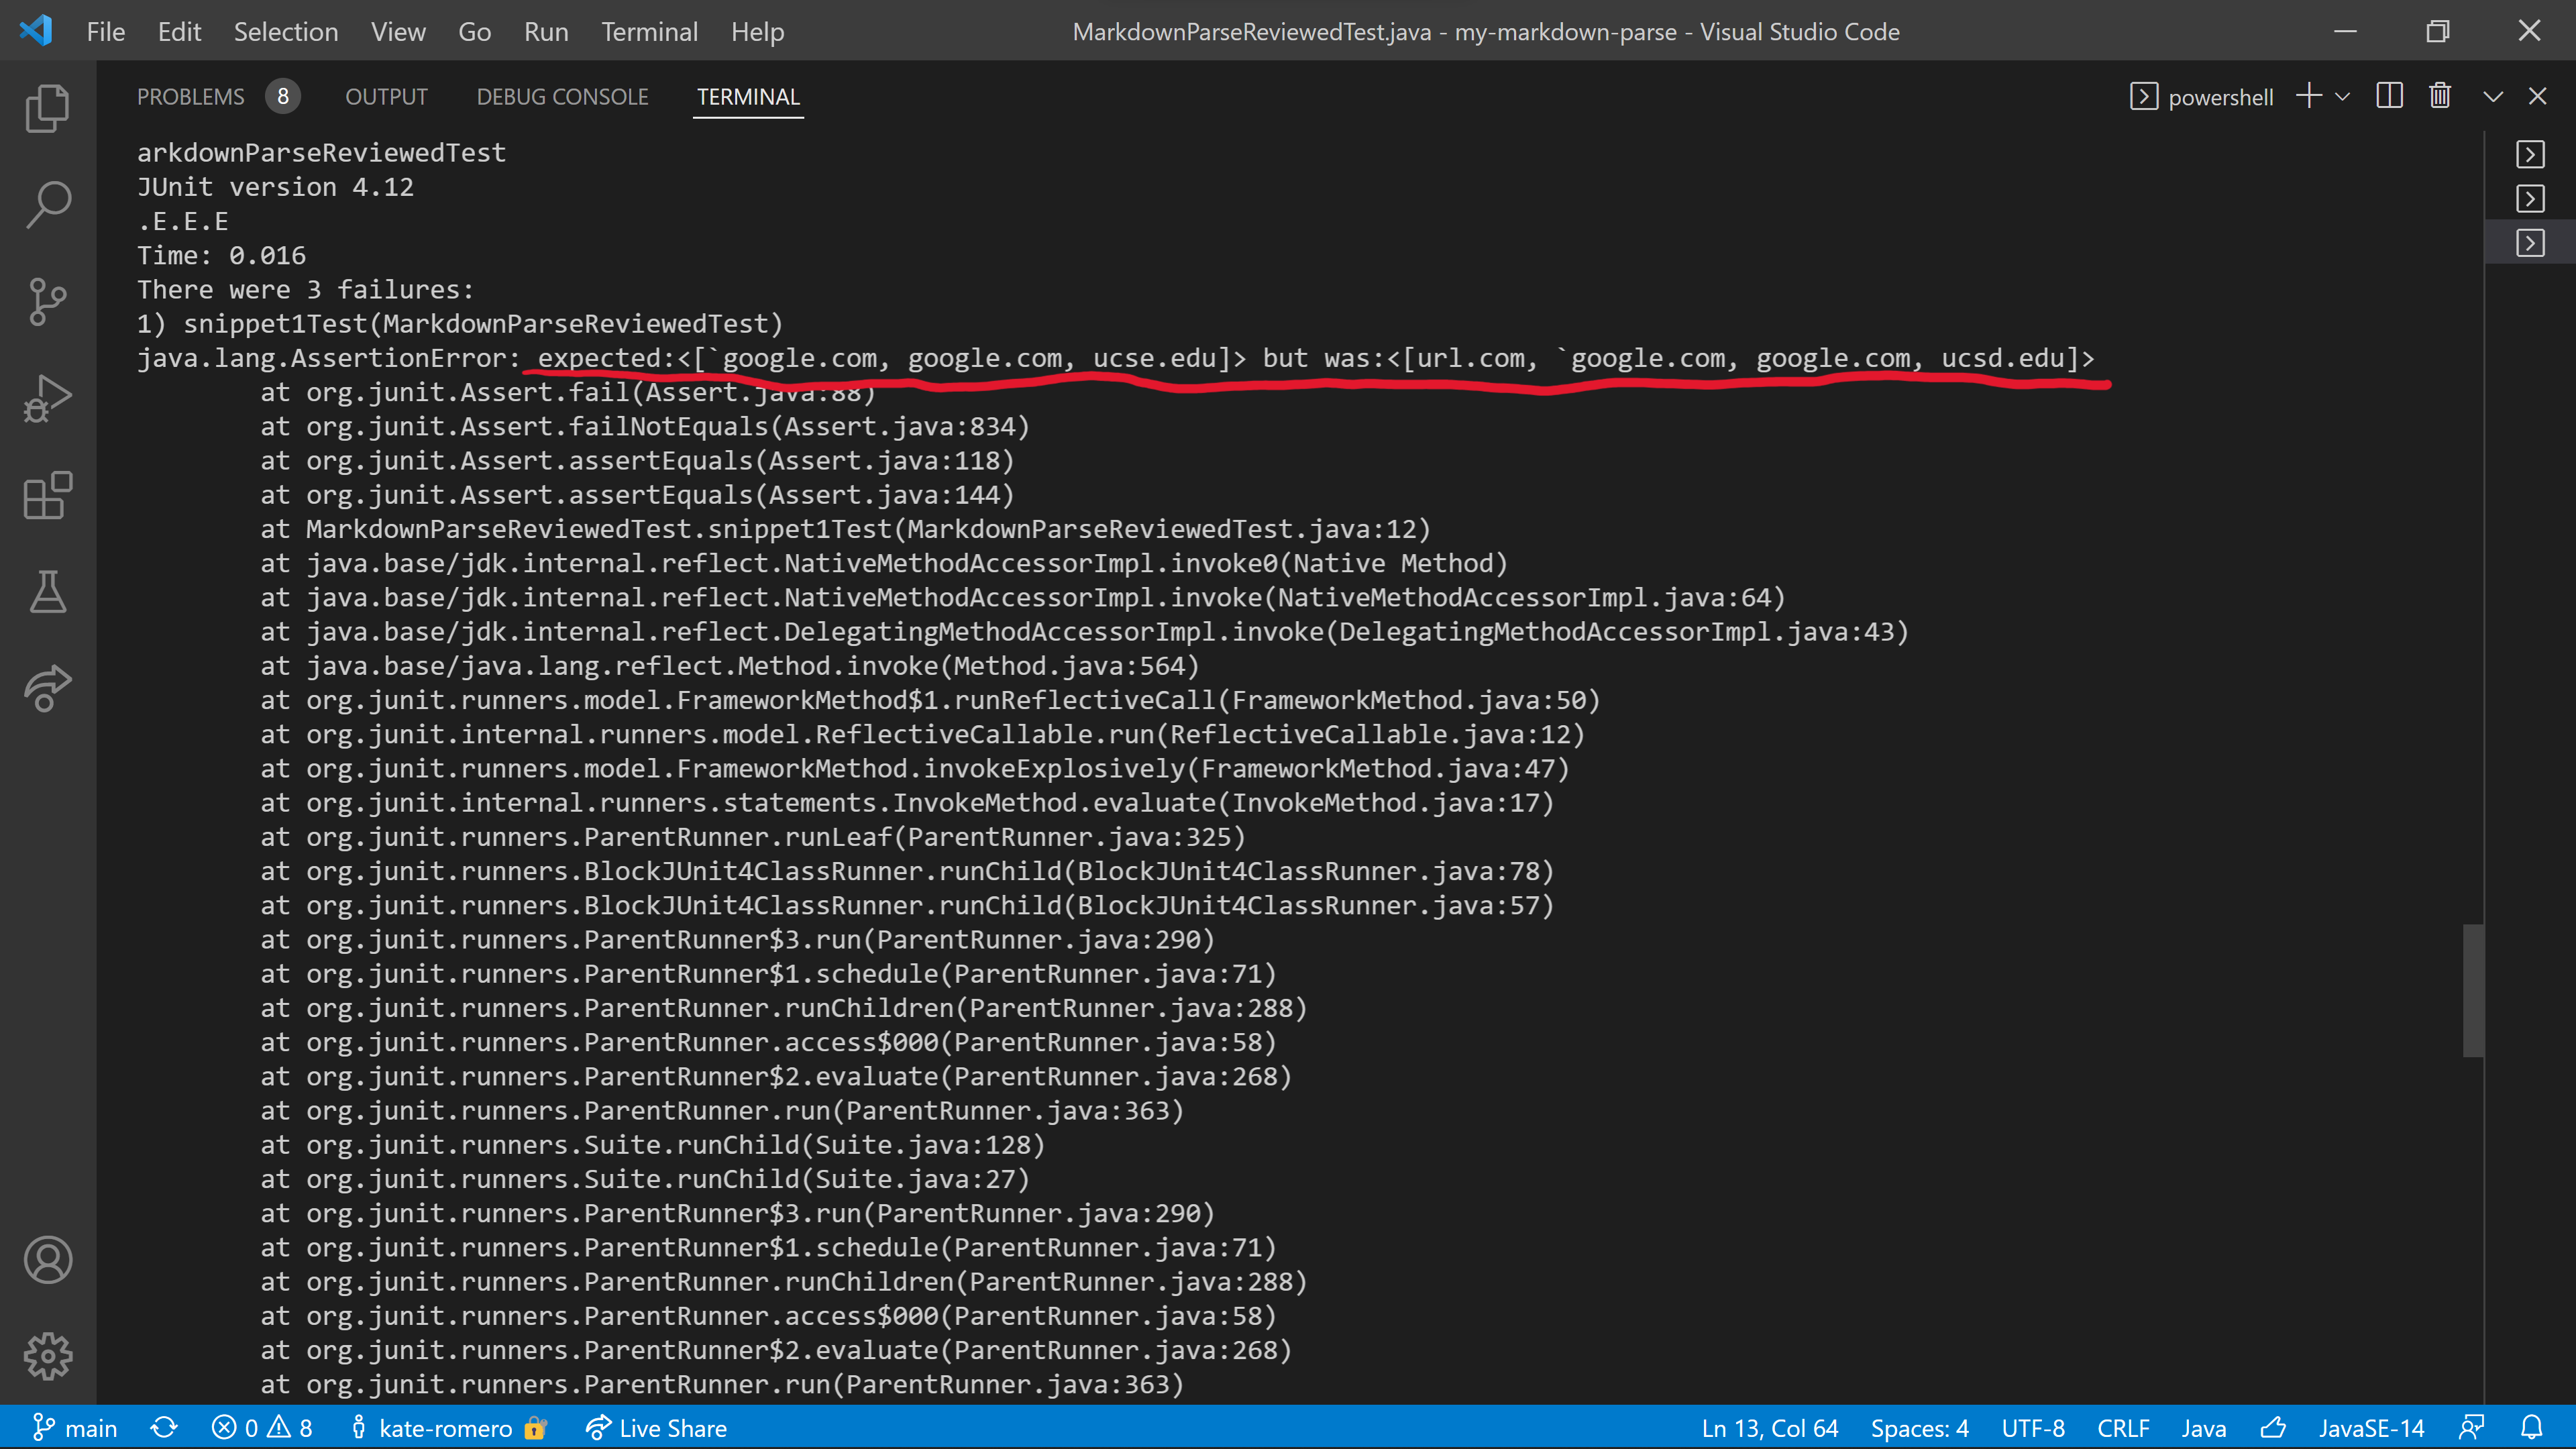 File Edit Selection View Go Run Terminal Help MarkdownParseReviewedTest.java - my-markdown-parse - Visual Studio Code
PROBLEMS 8 OUTPUT DEBUG CONSOLE TERMINAL powershell
arkdownParseReviewedTest
JUnit version 4.12
.E.E.E
Time: 0.016
There were 3 failures:
1) snippet1Test(MarkdownParseReviewedTest)
java.lang.AssertionError: expected:<[`google.com, google.com, ucse.edu]> but was:<[url.com, `google.com, google.com, ucsd.edu]>
at org.junit.Assert.fail(Assert.java:88)
at org.junit.Assert.failNotEquals(Assert.java:834)
at org.junit.Assert.assertEquals(Assert.java:118)
at org.junit.Assert.assertEquals(Assert.java:144)
at MarkdownParseReviewedTest.snippet1Test(MarkdownParseReviewedTest.java:12)
at java.base/jdk.internal.reflect.NativeMethodAccessorImpl.invoke0(Native Method)
at java.base/jdk.internal.reflect.NativeMethodAccessorImpl.invoke(NativeMethodAccessorImpl.java:64)
at java.base/jdk.internal.reflect.DelegatingMethodAccessorImpl.invoke(DelegatingMethodAccessorImpl.java:43)
at java.base/java.lang.reflect.Method.invoke(Method.java:564)
at org.junit.runners.model.FrameworkMethod$1.runReflectiveCall(FrameworkMethod.java:50)
at org.junit.internal.runners.model.ReflectiveCallable.run(ReflectiveCallable.java:12)
at org.junit.runners.model.FrameworkMethod.invokeExplosively(FrameworkMethod.java:47)
at org.junit.internal.runners.statements.InvokeMethod.evaluate(InvokeMethod.java:17)
at org.junit.runners.ParentRunner.runLeaf(ParentRunner.java:325)
at org.junit.runners.BlockJUnit4ClassRunner.runChild(BlockJUnit4ClassRunner.java:78)
at org.junit.runners.BlockJUnit4ClassRunner.runChild(BlockJUnit4ClassRunner.java:57)
at org.junit.runners.ParentRunner$3.run(ParentRunner.java:290)
at org.junit.runners.ParentRunner$1.schedule(ParentRunner.java:71)
at org.junit.runners.ParentRunner.runChildren(ParentRunner.java:288)
at org.junit.runners.ParentRunner.access$000(ParentRunner.java:58)
at org.junit.runners.ParentRunner$2.evaluate(ParentRunner.java:268)
at org.junit.runners.ParentRunner.run(ParentRunner.java:363)
at org.junit.runners.Suite.runChild(Suite.java:128)
at org.junit.runners.Suite.runChild(Suite.java:27)
at org.junit.runners.ParentRunner$3.run(ParentRunner.java:290)
at org.junit.runners.ParentRunner$1.schedule(ParentRunner.java:71)
at org.junit.runners.ParentRunner.runChildren(ParentRunner.java:288)
at org.junit.runners.ParentRunner.access$000(ParentRunner.java:58)
at org.junit.runners.ParentRunner$2.evaluate(ParentRunner.java:268)
at org.junit.runners.ParentRunner.run(ParentRunner.java:363)
main 0 8 kate-romero Live Share Ln 13, Col 64 Spaces: 4 UTF-8 CRLF Java JavaSE-14